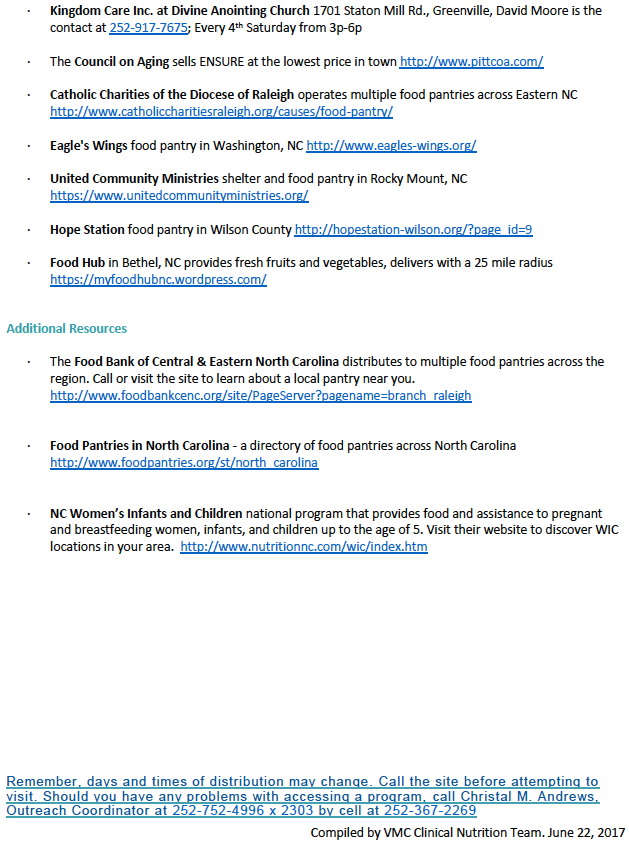 · Kingdom Care Inc. at Divine Anointing Church 1701 Staton Mill Rd., Greenville, David Moore is the
contact at 252-917-7675; Every 4th Saturday from 3p-6p
· The Council on Aging sells ENSURE at the lowest price in town http://www.pittcoa.com/
· Catholic Charities of the Diocese of Raleigh operates multiple food pantries across Eastern NC
http://www.catholiccharitiesraleigh.org/causes/food-pantry/
· Eagle's Wings food pantry in Washington, NC http://www.eagles-wings.org/
· United Community Ministries shelter and food pantry in Rocky Mount, NC
https://www.unitedcommunityministries.org/
· Hope Station food pantry in Wilson County http://hopestation-wilson.org/?page_id=9
· Food Hub in Bethel, NC provides fresh fruits and vegetables, delivers with a 25 mile radius
https://myfoodhubnc.wordpress.com/
Additional Resources
· The Food Bank of Central & Eastern North Carolina distributes to multiple food pantries across the
region. Call or visit the site to learn about a local pantry near you.
http://www.foodbankcenc.org/site/PageServer?pagename=branch_raleigh
· Food Pantries in North Carolina - a directory of food pantries across North Carolina
http://www.foodpantries.org/st/north_carolina
· NC Women’s Infants and Children national program that provides food and assistance to pregnant
and breastfeeding women, infants, and children up to the age of 5. Visit their website to discover WIC
locations in your area. http://www.nutritionnc.com/wic/index.htm
Remember, days and times of distribution may change. Call the site before attempting to
visit. Should you have any problems with accessing a program, call Christal M. Andrews,
Outreach Coordinator at 252-752-4996 x 2303 by cell at 252-367-2269
Compiled by VMC Clinical Nutrition Team. June 22, 2017